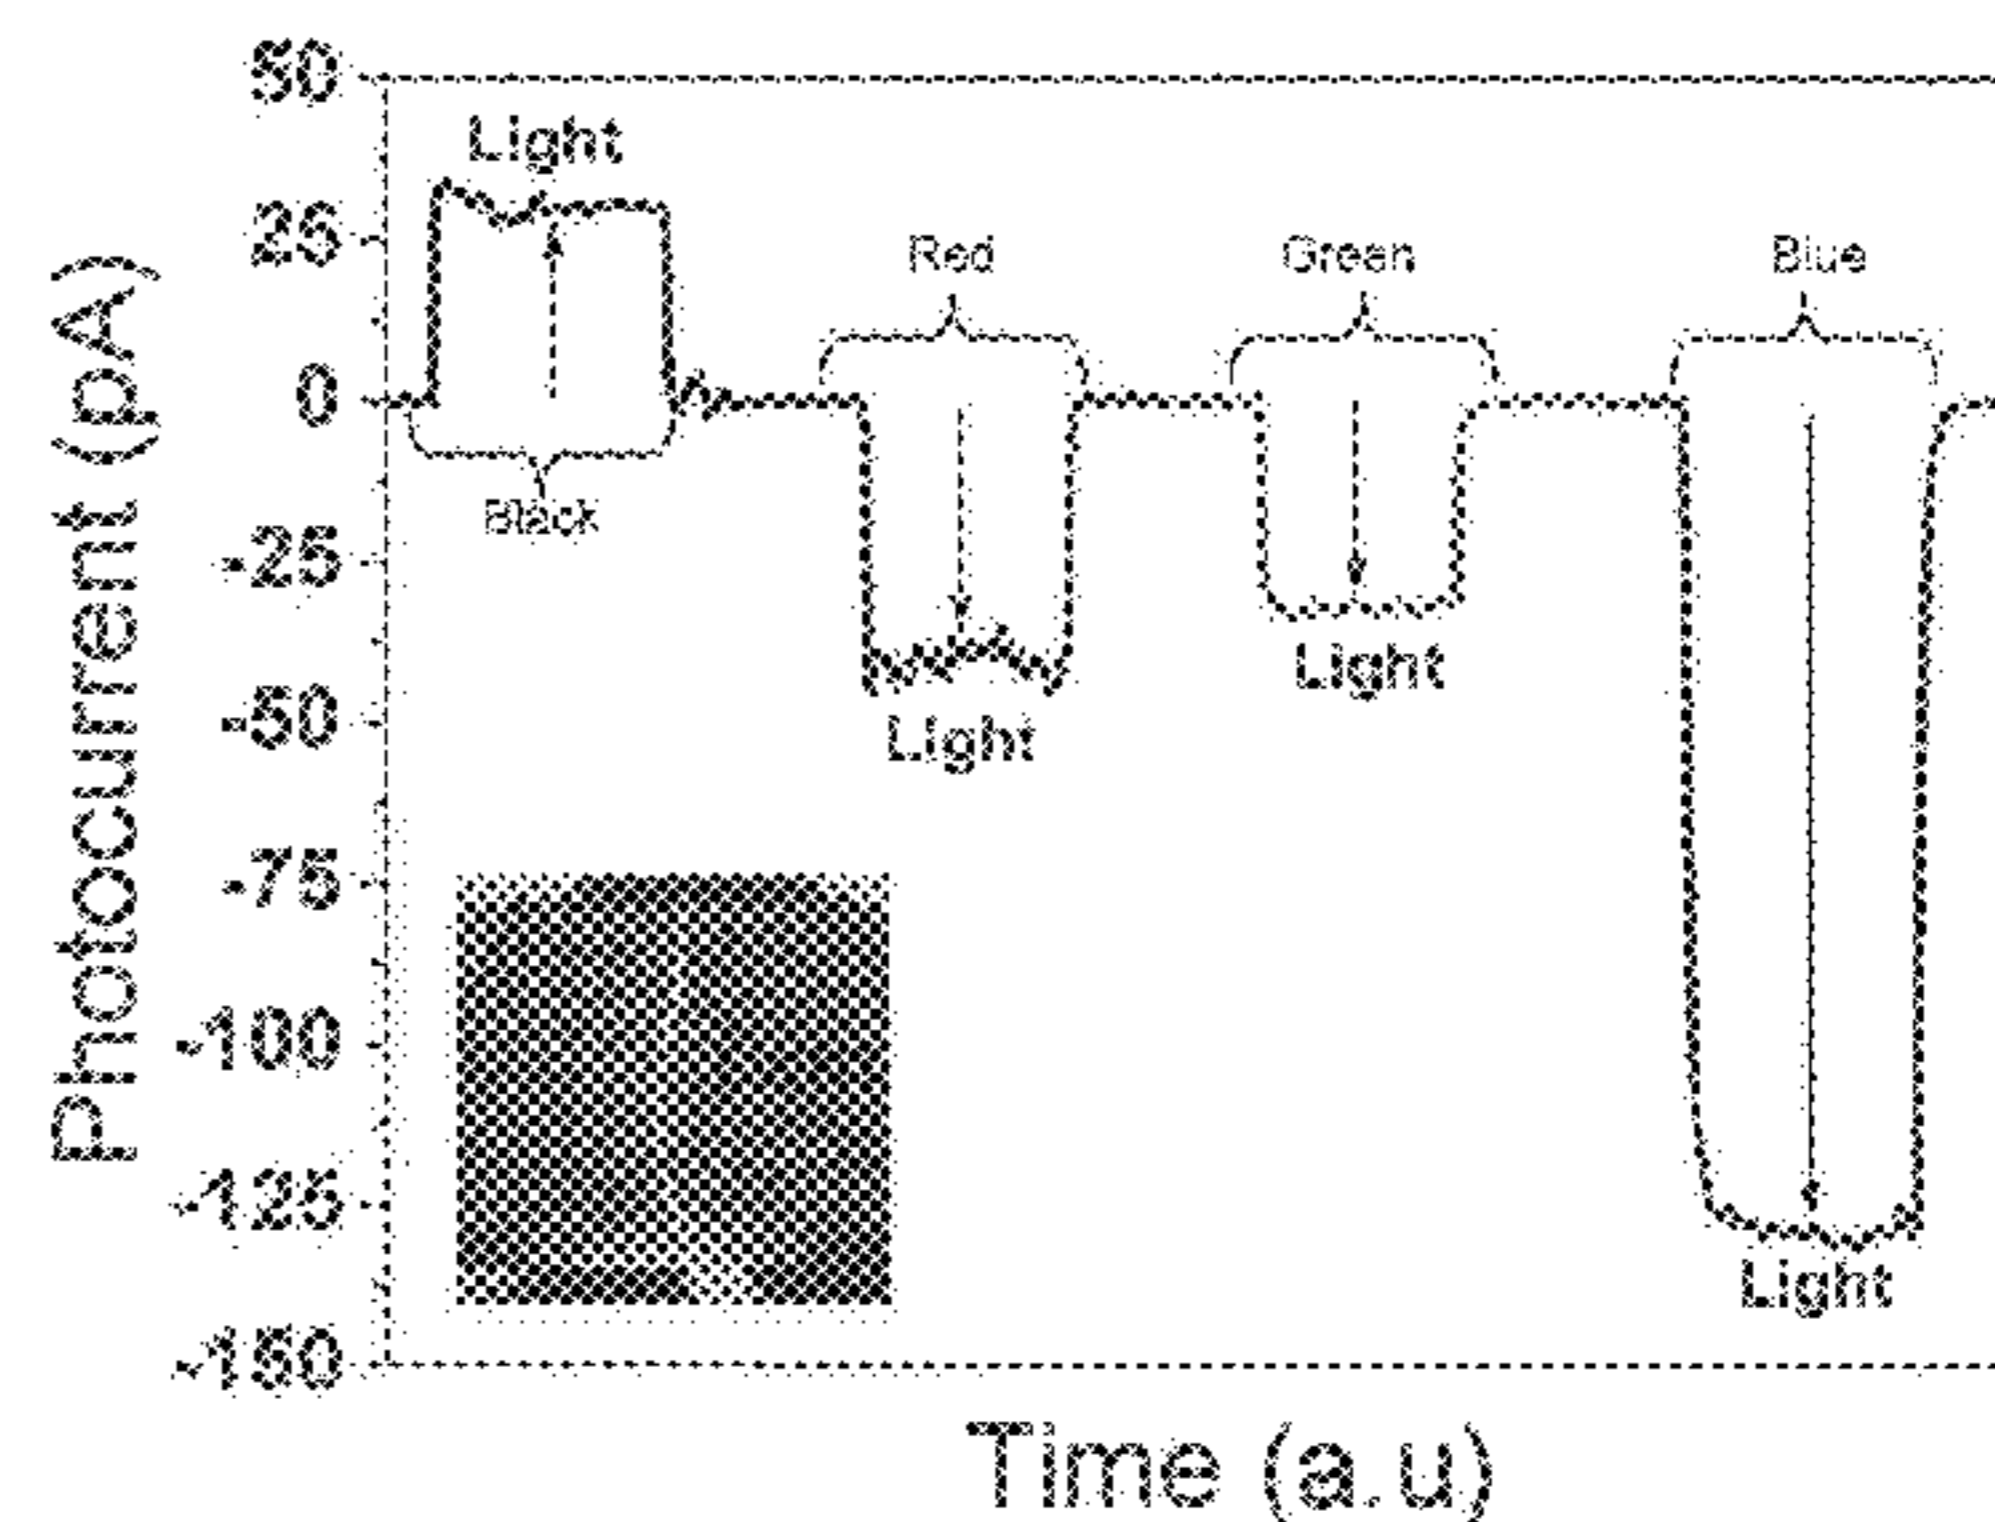 50
Light
25
Red
Green
Blue
0
Black
-25
Light
-50
Light
-75
-100
-125
Light
-150
Photocurrent (pA)
Time (a.u)